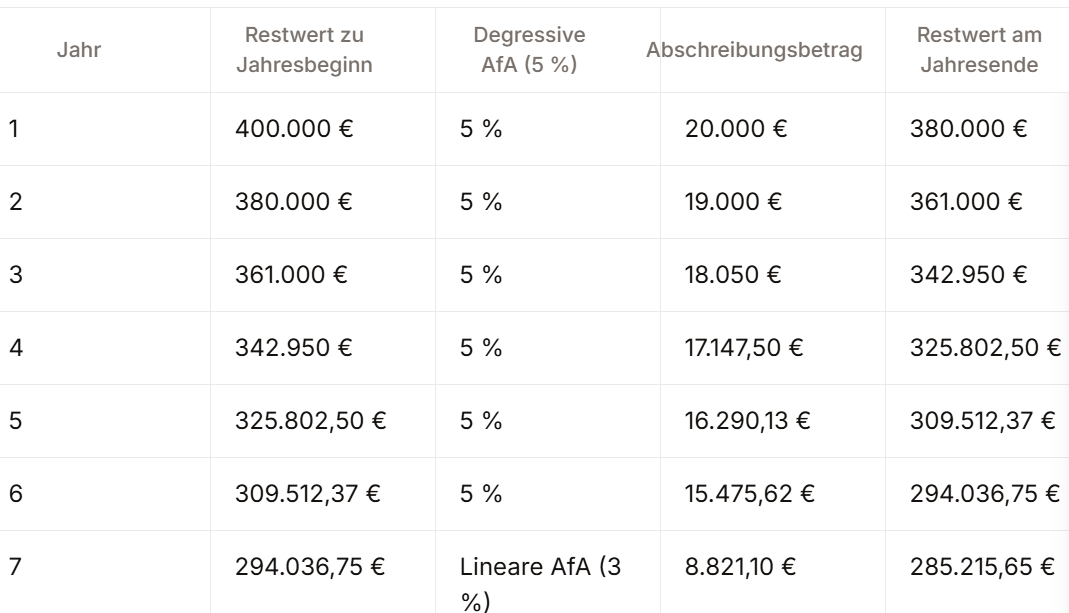 Jahr Restwert zu Jahresbeginn Degressive AfA (5 %) Abschreibungsbetrag Restwert am Jahresende
1 400.000 € 5 % 20.000 € 380.000 €
2 380.000 € 5 % 19.000 € 361.000 €
3 361.000 € 5 % 18.050 € 342.950 €
4 342.950 € 5 % 17.147,50 € 325.802,50 €
5 325.802,50 € 5 % 16.290,13 € 309.512,37 €
6 309.512,37 € 5 % 15.475,62 € 294.036,75 €
7 294.036,75 € Lineare AfA (3 %) 8.821,10 € 285.215,65 €